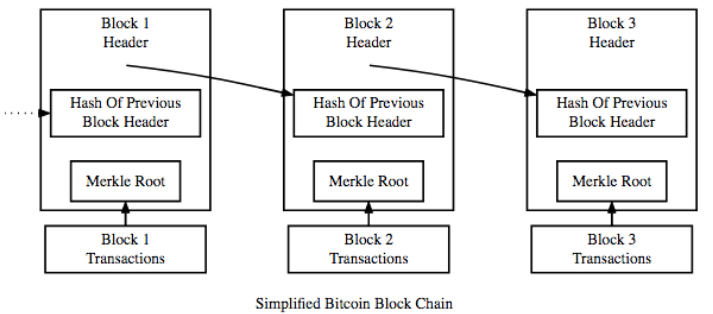 Block 1
Header
Hash Of Previous
Block Header
Merkle Root
Block 1
Transactions
Block 2
Header
Hash Of Previous
Block Header
Merkle Root
Block 2
Transactions
Block 3
Header
Hash Of Previous
Block Header
Merkle Root
Block 3
Transactions
Simplified Bitcoin Block Chain